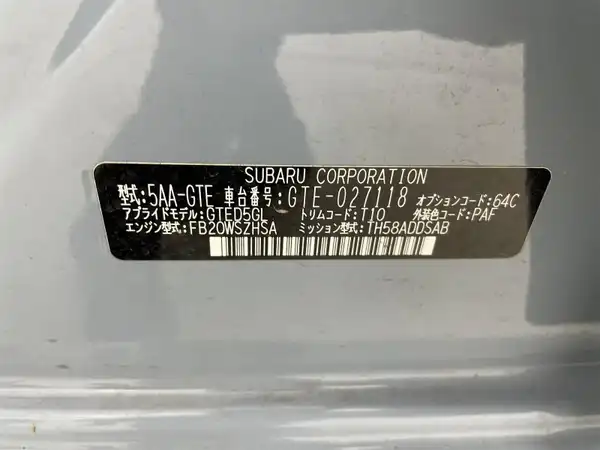 SUBARU CORPORATION
型式:5AA-GTE 車台番号:GTE-027118 オプションコード:64C
アプライドモデル:GTED5GL トリムコード:T10 外装色コード:PAF
エンジン型式:FB20WSZHSA ミッション型式:TH58ADDSAB